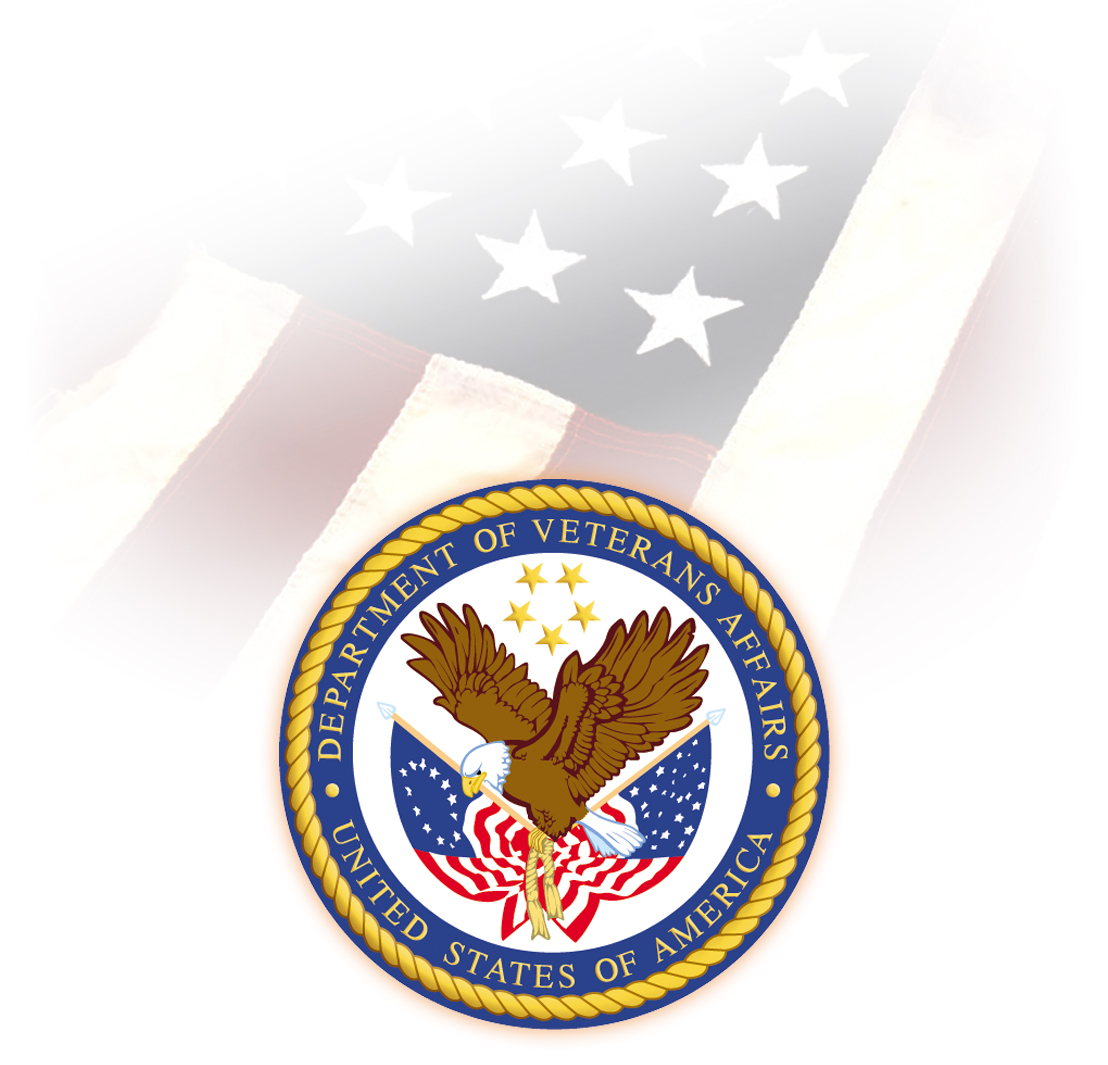 DEPARTMENT OF VETERANS AFFAIRS
UNITED STATES OF AMERICA